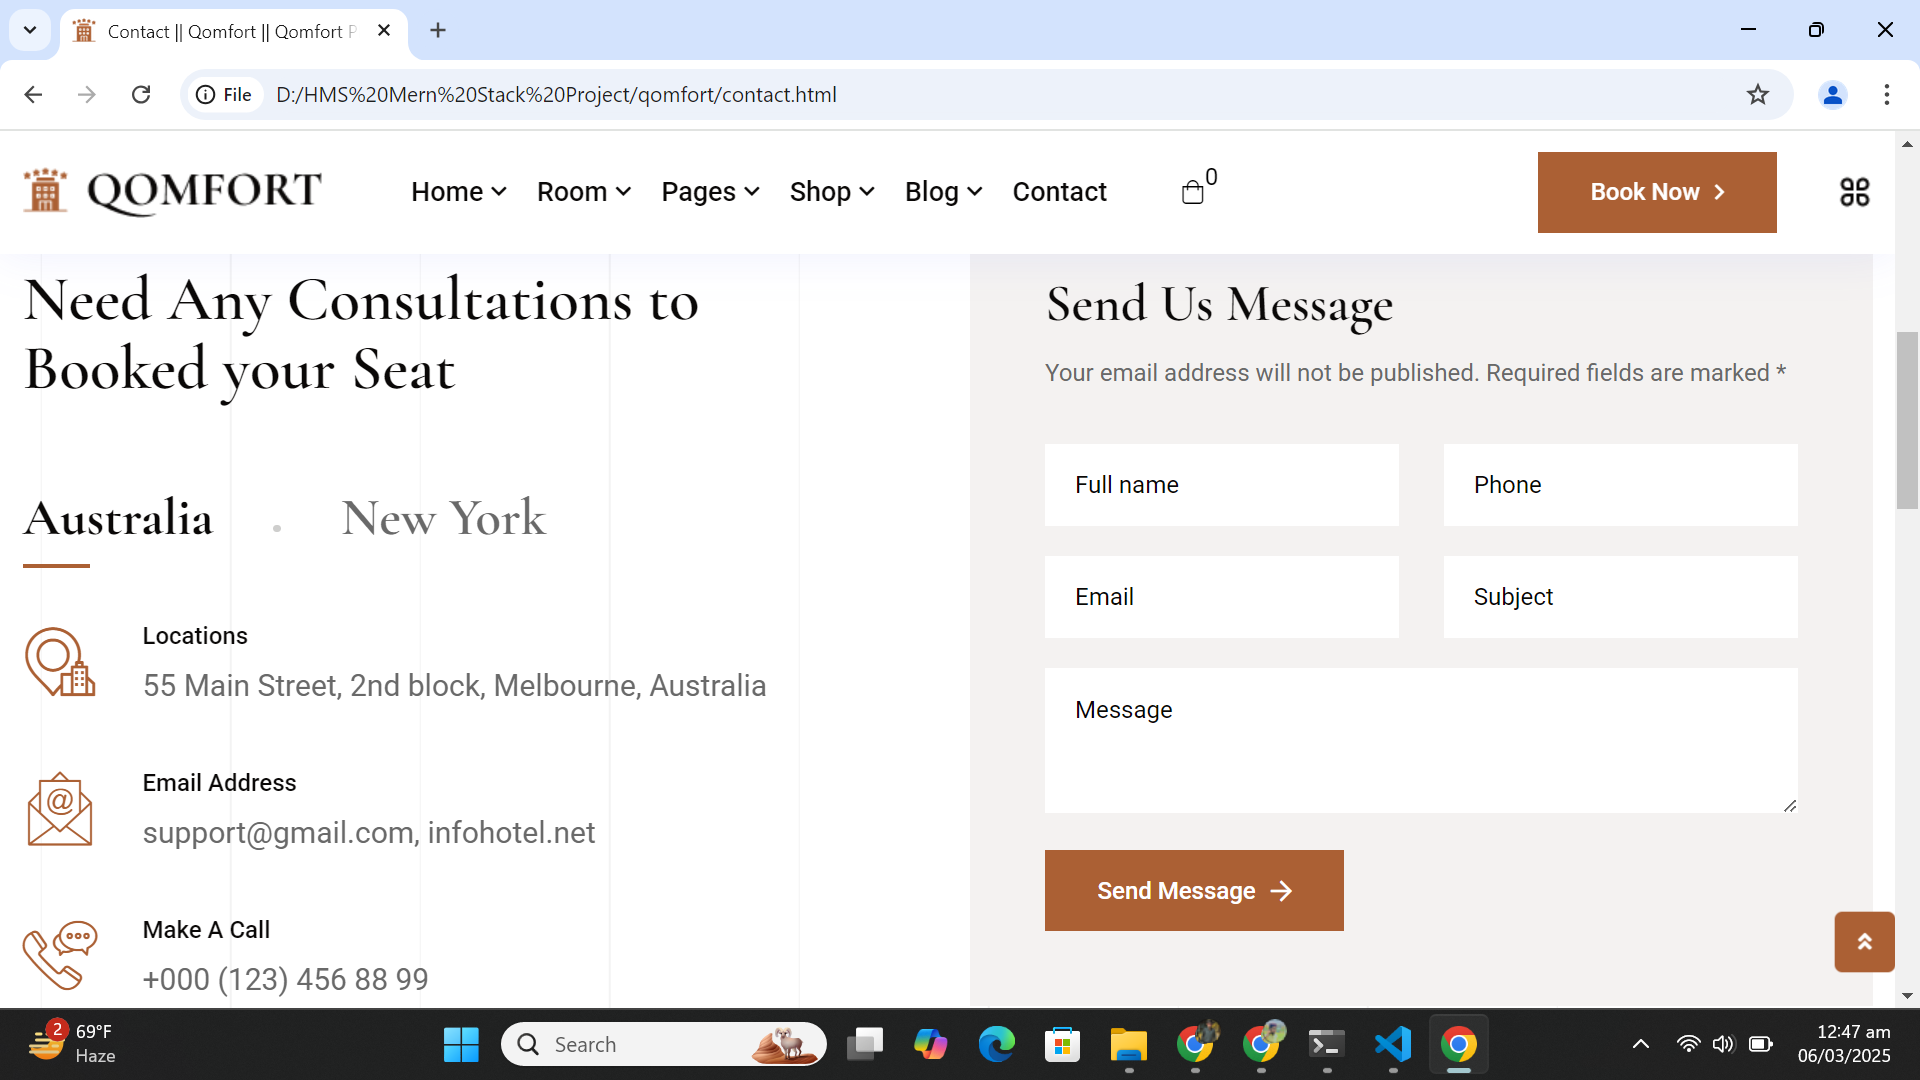 Contact || Qomfort || Qomfort P
File
D:/HMS%20Mern%20Stack%20Project/qomfort/contact.html
QOMFORT
Home
Room
Pages
Shop
Blog
Contact
0
Book Now
Need Any Consultations to
Booked your Seat
Australia
New York
Locations
55 Main Street, 2nd block, Melbourne, Australia
Email Address
support@gmail.com, infohotel.net
Make A Call
+000 (123) 456 88 99
Send Us Message
Your email address will not be published. Required fields are marked *
Full name
Phone
Email
Subject
Message
Send Message
2
69°F
Haze
Search
12:47 am
06/03/2025